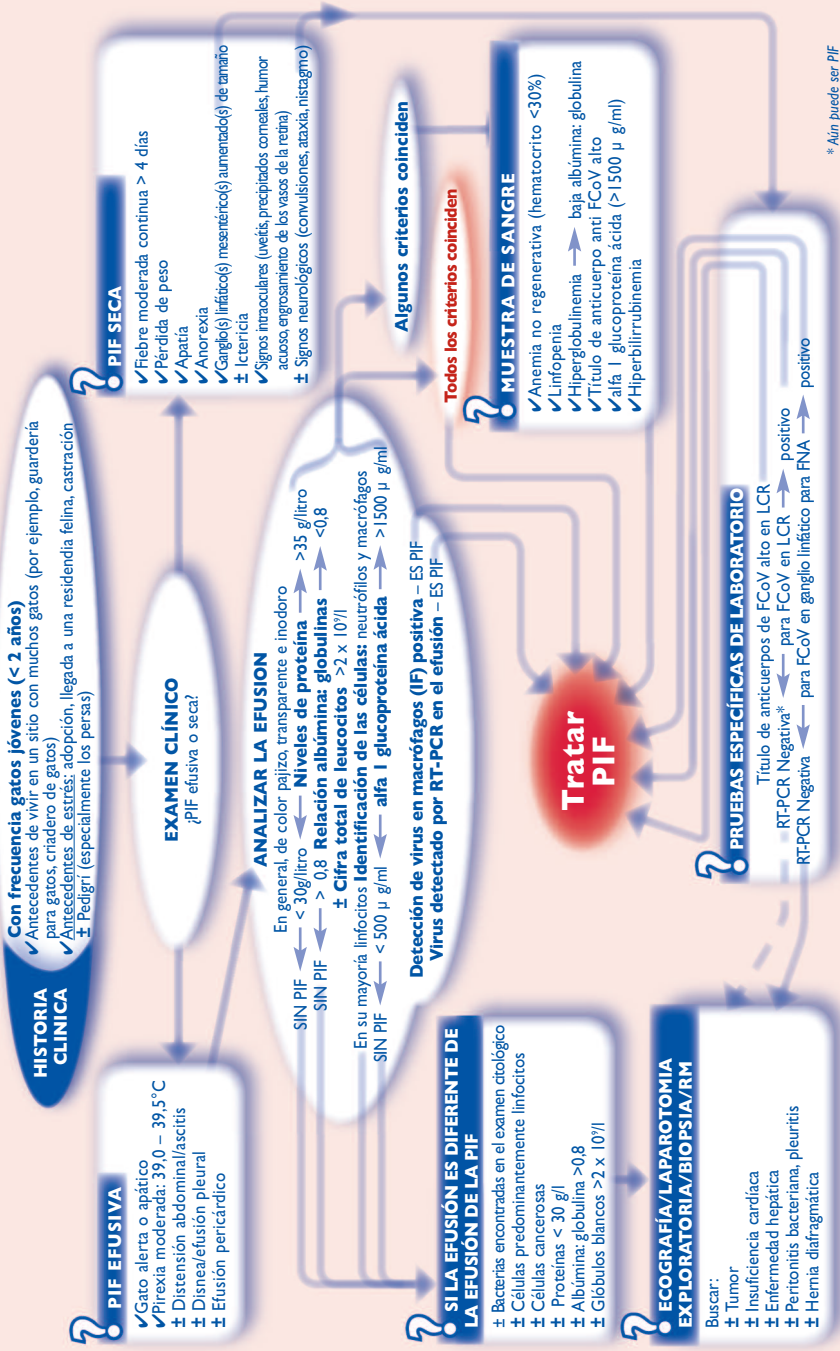 HISTORIA
CLINICA
Con frecuencia gatos jóvenes (< 2 años)
✓Antecedentes de vivir en un sitio con muchos gatos (por ejemplo, guardería
para gatos, criadero de gatos)
✓Antecedentes de estrés: adopción, llegada a una residendia felina, castración
± Pedigrí (especialmente los persas)
EXAMEN CLÍNICO
¿PIF efusiva o seca?
? PIF EFUSIVA
✓Gato alerta o apático
✓Pirexia moderada: 39,0 – 39,5°C
± Distensión abdominal/ascitis
± Disnea/efusión pleural
± Efusión pericárdico
? PIF SECA
✓Fiebre moderada continua > 4 días
✓Pérdida de peso
✓Apatía
✓Anorexia
✓Ganglio(s) linfático(s) mesentérico(s) aumentado(s) de tamaño
± Ictericia
✓Signos intraoculares (uveitis, precipitados corneales, humor
acuoso, engrosamiento de los vasos de la retina)
± Signos neurológicos (convulsiones, ataxia, nistagmo)
ANALIZAR LA EFUSION
En general, de color pajizo, transparente e inodoro
SIN PIF ← < 30g/litro ← Niveles de proteína → >35 g/litro
SIN PIF ← > 0,8 Relación albúmina: globulinas → <0,8
± Cifra total de leucocitos >2 x 10⁹/l
En su mayoría linfocitos Identificación de las células: neutrófilos y macrófagos
SIN PIF ← < 500 µ g/ml ← alfa I glucoproteína ácida → >1500 µ g/ml
Detección de virus en macrófagos (IF) positiva – ES PIF
Virus detectado por RT-PCR en el efusión – ES PIF
Algunos criterios coinciden
Todos los criterios coinciden
? MUESTRA DE SANGRE
✓Anemia no regenerativa (hematocrito <30%)
✓Linfopenia
✓Hiperglobulinemia → baja albúmina: globulina
✓Título de anticuerpo anti FCoV alto
✓alfa I glucoproteína ácida (>1500 µ g/ml)
✓Hiperbilirrubinemia
Tratar
PIF
? SI LA EFUSIÓN ES DIFERENTE DE
LA EFUSIÓN DE LA PIF
± Bacterias encontradas en el examen citológico
± Células predominantemente linfocitos
± Células cancerosas
± Proteínas < 30 g/l
± Albúmina: globulina >0,8
± Glóbulos blancos >2 x 10⁹/l
? ECOGRAFÍA/LAPAROTOMIA
EXPLORATORIA/BIOPSIA/RM
Buscar:
± Tumor
± Insuficiencia cardíaca
± Enfermedad hepática
± Peritonitis bacteriana, pleuritis
± Hernia diafragmática
? PRUEBAS ESPECÍFICAS DE LABORATORIO
Título de anticuerpos de FCoV alto en LCR
RT-PCR Negativa* ← para FCoV en LCR → positivo
RT-PCR Negativa ← para FCoV en ganglio linfático para FNA → positivo
* Aún puede ser PIF